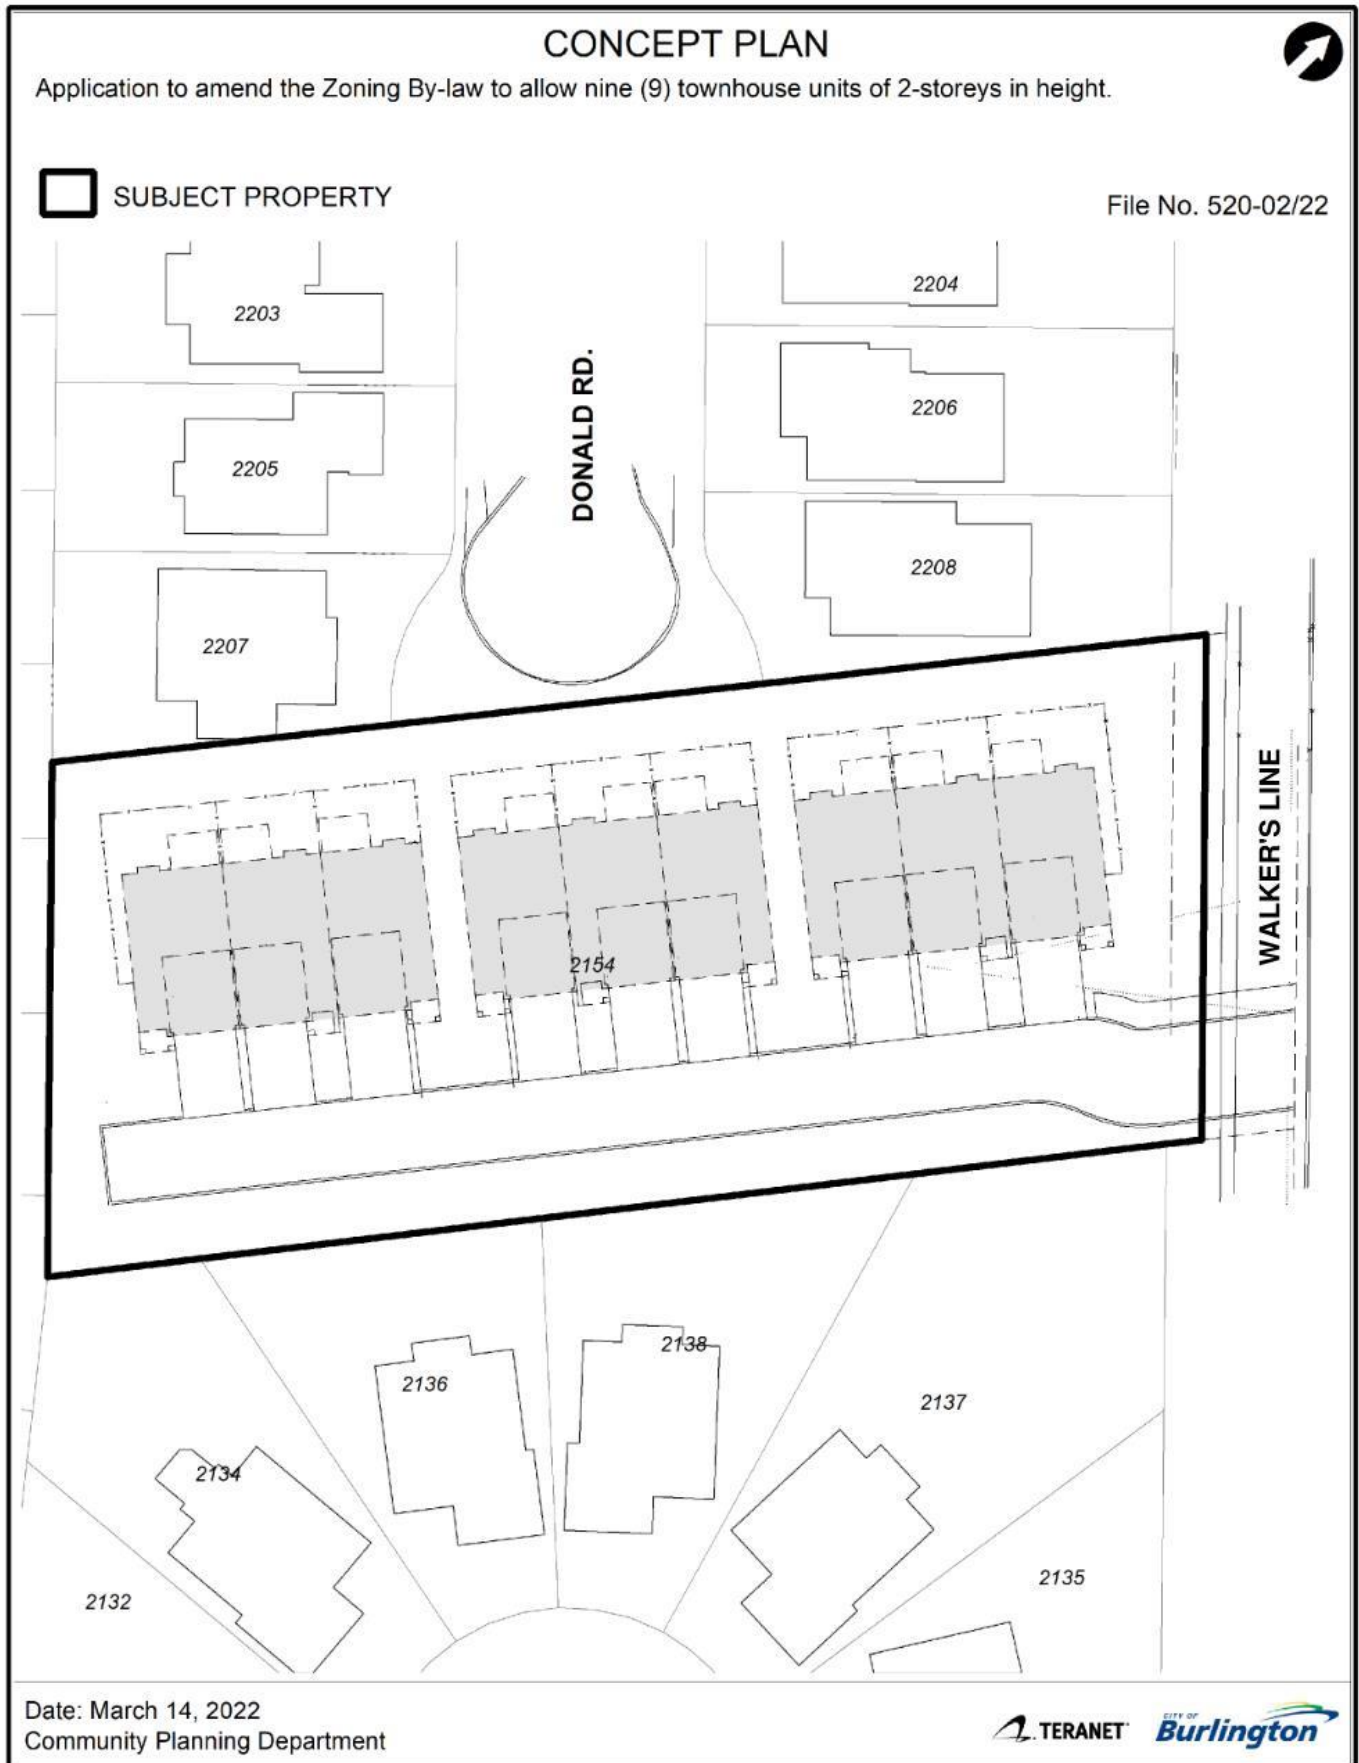 CONCEPT PLAN
Application to amend the Zoning By-law to allow nine (9) townhouse units of 2-storeys in height.
SUBJECT PROPERTY
File No. 520-02/22
2203
2204
DONALD RD.
2206
2205
2208
2207
WALKER'S LINE
2154
2138
2136
2137
2134
2135
2132
Date: March 14, 2022
Community Planning Department
TERANET
CITY OF
Burlington